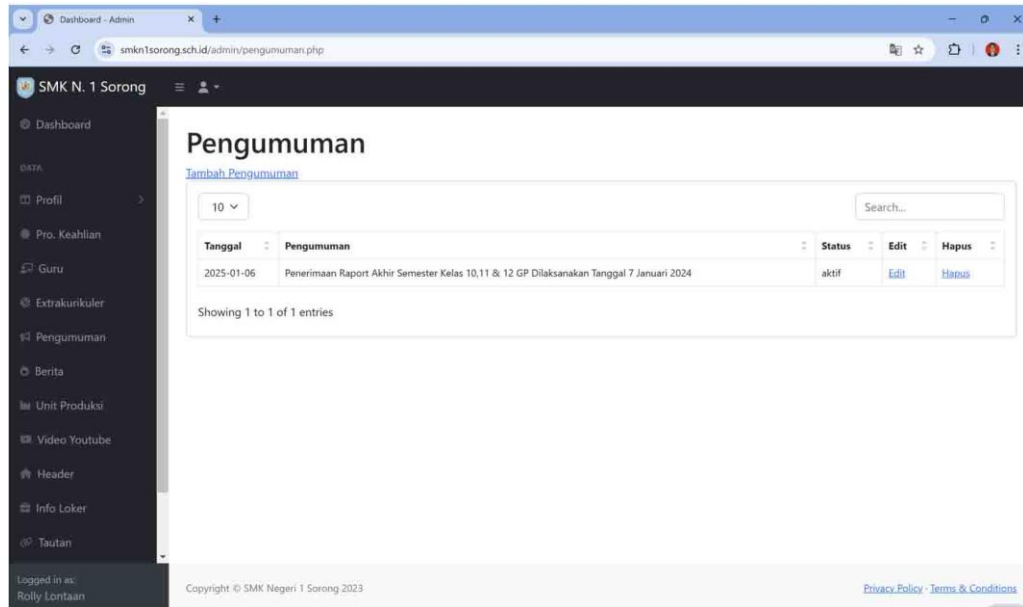 Dashboard - Admin
smkn1sorong.sch.id/admin/pengumuman.php
SMK N. 1 Sorong
Dashboard
DATA
Profil
Pro. Keahlian
Guru
Extrakurikuler
Pengumuman
Berita
Unit Produksi
Video Youtube
Header
Info Loker
Tautan
Logged in as:
Rolly Lontaan
Pengumuman
Tambah Pengumuman
10
Search...
Tanggal Pengumuman Status Edit Hapus
2025-01-06 Penerimaan Raport Akhir Semester Kelas 10,11 & 12 GP Dilaksanakan Tanggal 7 Januari 2024 aktif Edit Hapus
Showing 1 to 1 of 1 entries
Copyright © SMK Negeri 1 Sorong 2023
Privacy Policy · Terms & Conditions